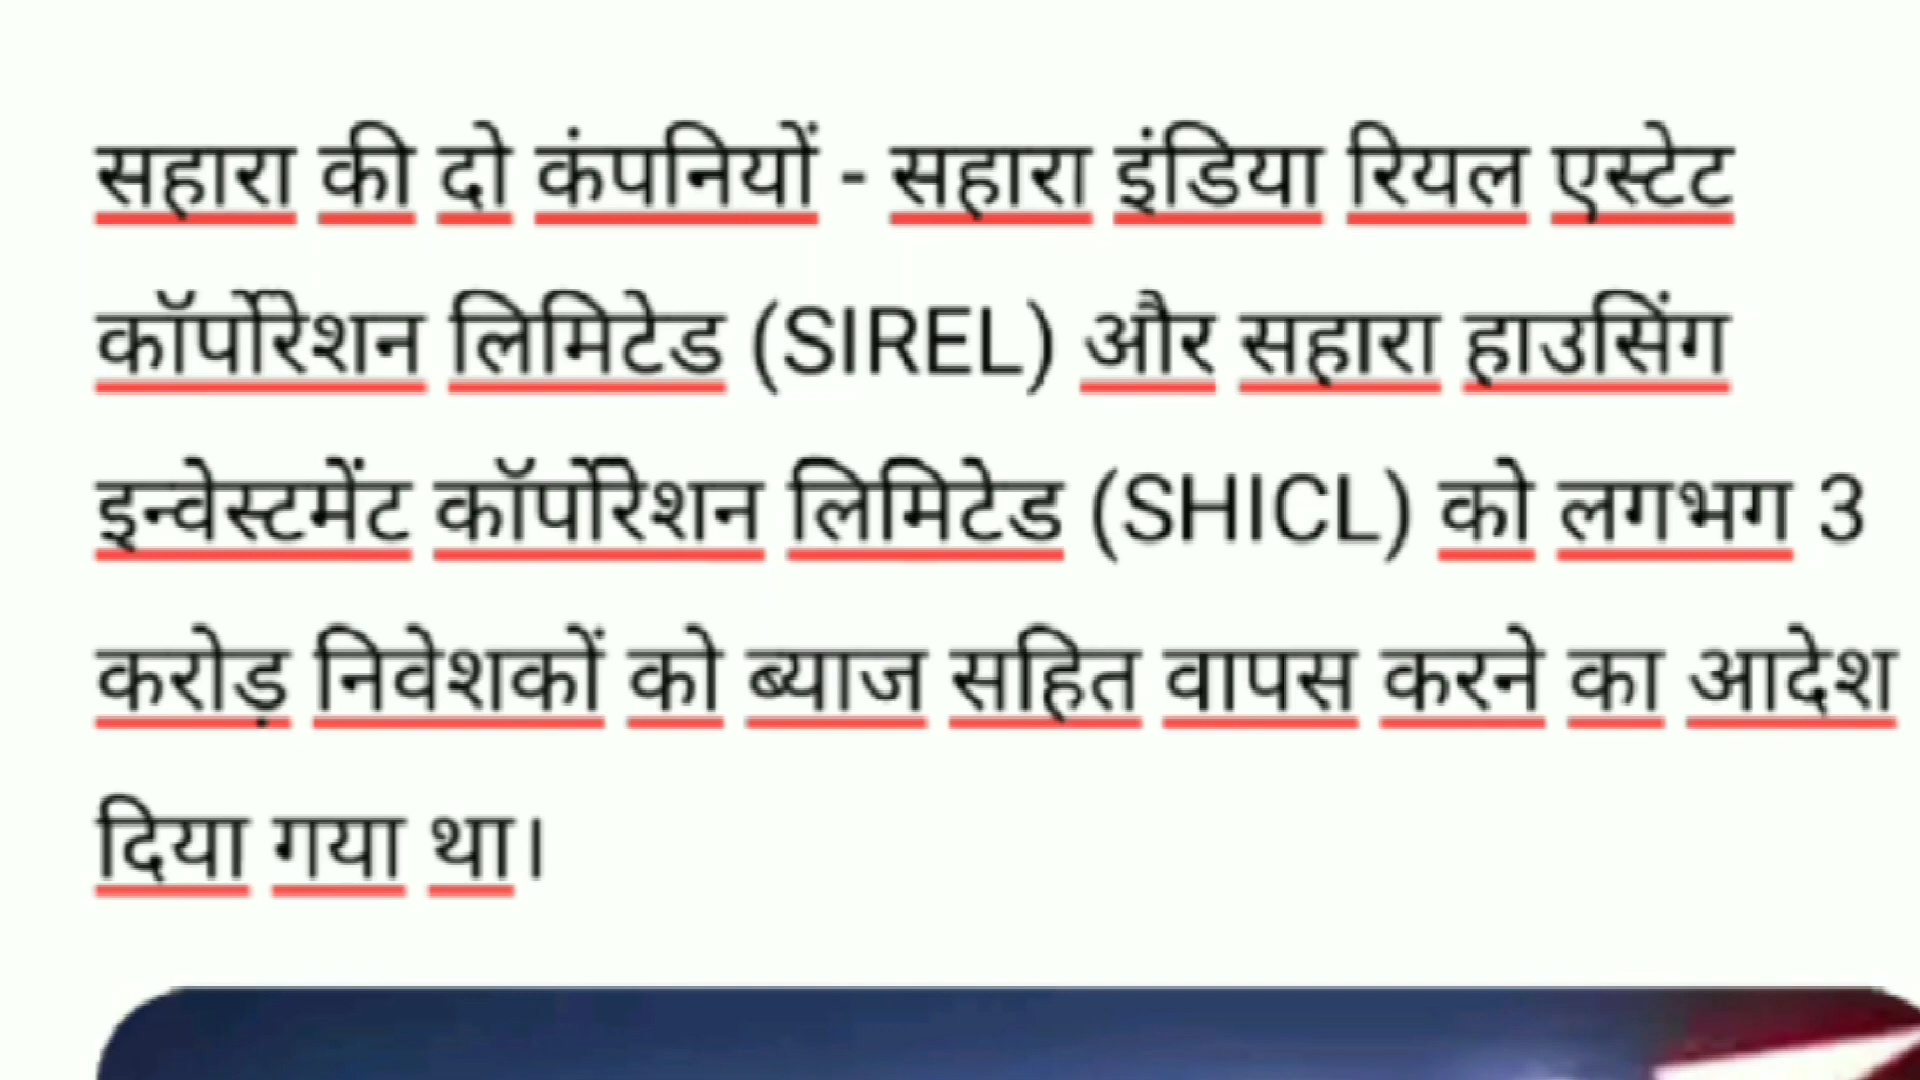 सहारा की दो कंपनियों - सहारा इंडिया रियल एस्टेट
कॉर्पोरेशन लिमिटेड (SIREL) और सहारा हाउसिंग
इन्वेस्टमेंट कॉर्पोरेशन लिमिटेड (SHICL) को लगभग 3
करोड़ निवेशकों को ब्याज सहित वापस करने का आदेश
दिया गया था।